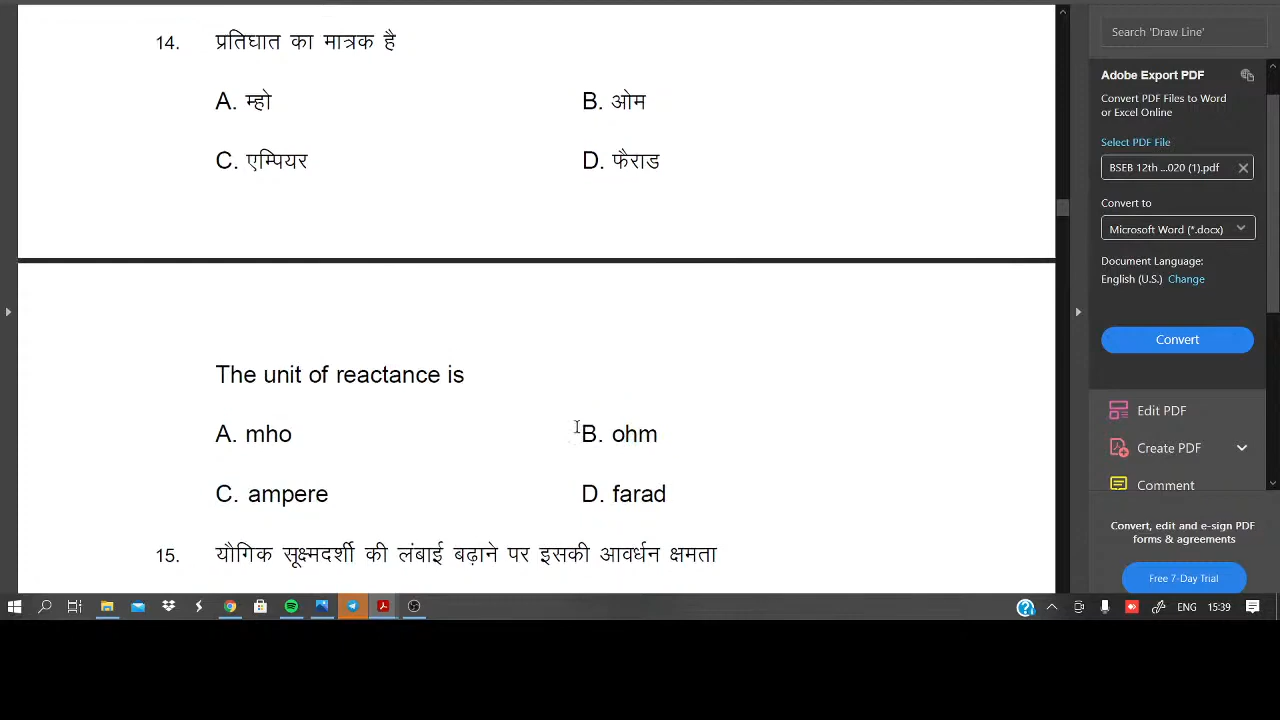 14. प्रतिघात का मात्रक है
A. म्हो B. ओम
C. एम्पियर D. फैराड
The unit of reactance is
A. mho B. ohm
C. ampere D. farad
15. यौगिक सूक्ष्मदर्शी की लंबाई बढ़ाने पर इसकी आवर्धन क्षमता
Search 'Draw Line'
Adobe Export PDF
Convert PDF Files to Word
or Excel Online
Select PDF File
BSEB 12th ...020 (1).pdf
Convert to
Microsoft Word (*.docx)
Document Language:
English (U.S.) Change
Convert
Edit PDF
Create PDF
Comment
Convert, edit and e-sign PDF
forms & agreements
Free 7-Day Trial
ENG 15:39